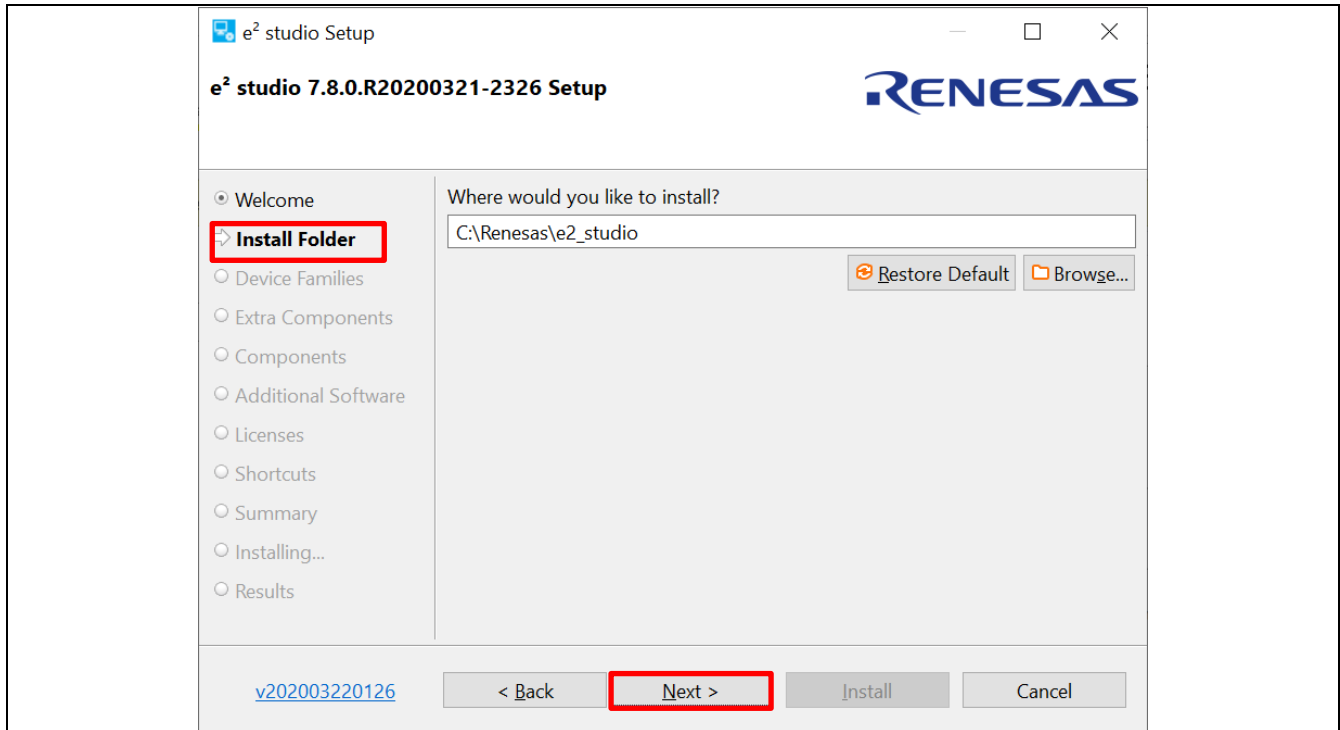 e² studio Setup
e² studio 7.8.0.R20200321-2326 Setup
RENESAS
Welcome
Install Folder
Device Families
Extra Components
Components
Additional Software
Licenses
Shortcuts
Summary
Installing...
Results
Where would you like to install?
C:\Renesas\e2_studio
Restore Default
Browse...
v202003220126
< Back
Next >
Install
Cancel